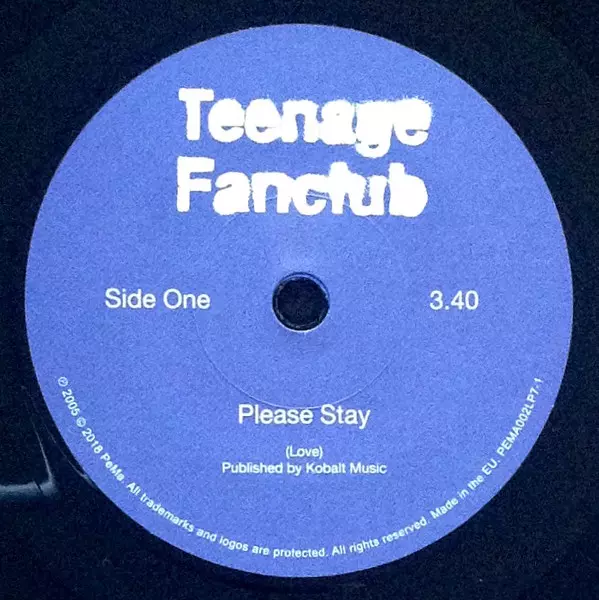 Teenage
Fanclub
Side One
3.40
Please Stay
(Love)
Published by Kobalt Music
℗ 2005 © 2018 PeMa. All trademarks and logos are protected. All rights reserved. Made in the EU. PEMA002LP7-1